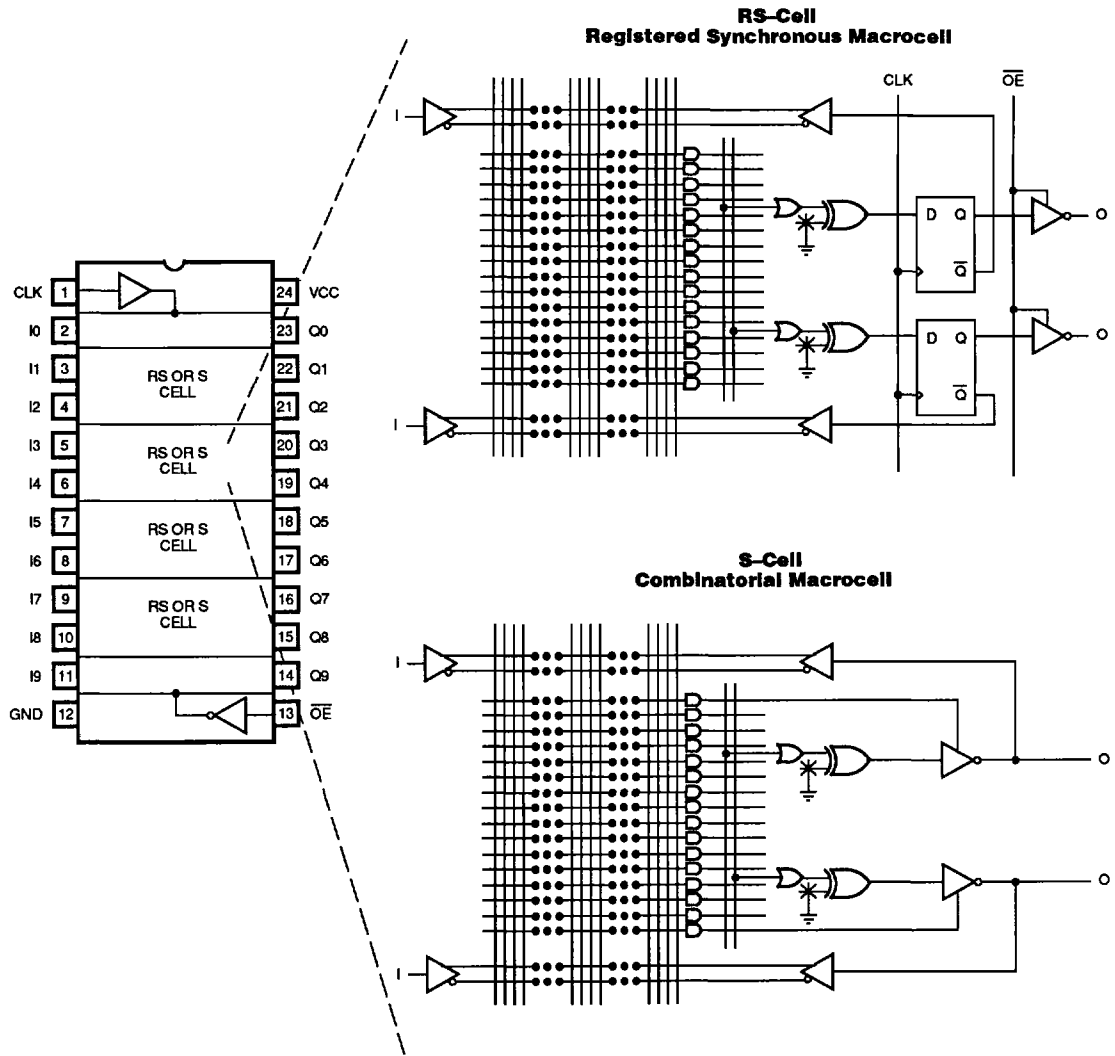 RS–Cell
Registered Synchronous Macrocell
CLK
OE
I
D Q
Q
O
D Q
Q
O
I
CLK 1 24 VCC
I0 2 23 Q0
I1 3 22 Q1
RS OR S
CELL
I2 4 21 Q2
I3 5 20 Q3
RS OR S
CELL
I4 6 19 Q4
I5 7 18 Q5
RS OR S
CELL
I6 8 17 Q6
I7 9 16 Q7
RS OR S
CELL
I8 10 15 Q8
I9 11 14 Q9
GND 12 13 OE
S–Cell
Combinatorial Macrocell
I
O
O
I